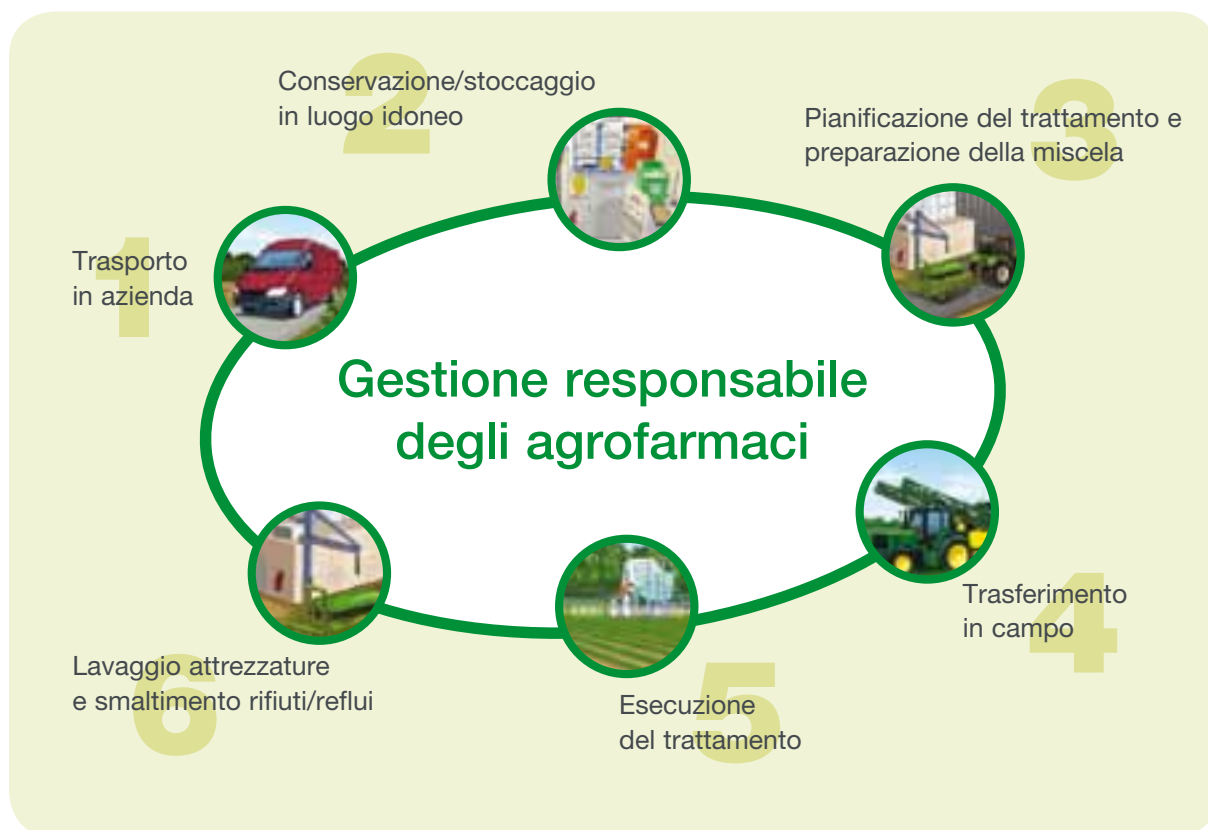 1
Trasporto
in azienda
2
Conservazione/stoccaggio
in luogo idoneo
3
Pianificazione del trattamento e
preparazione della miscela
Gestione responsabile
degli agrofarmaci
4
Trasferimento
in campo
5
Esecuzione
del trattamento
6
Lavaggio attrezzature
e smaltimento rifiuti/reflui